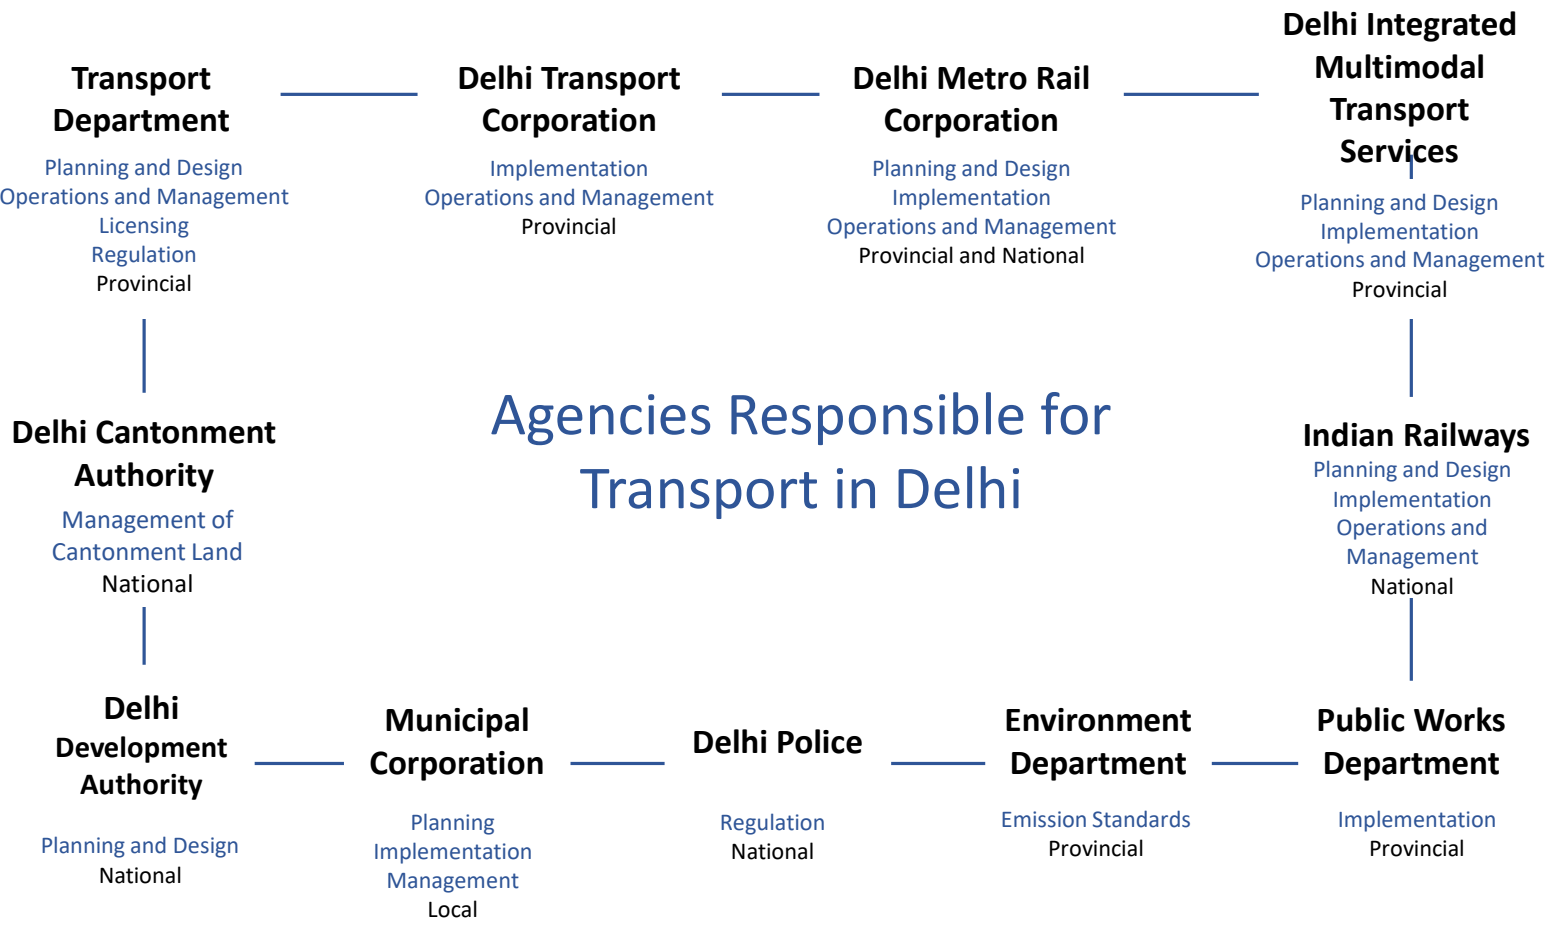 Transport
Department
Planning and Design
Operations and Management
Licensing
Regulation
Provincial
Delhi Transport
Corporation
Implementation
Operations and Management
Provincial
Delhi Metro Rail
Corporation
Planning and Design
Implementation
Operations and Management
Provincial and National
Delhi Integrated
Multimodal
Transport
Services
Planning and Design
Implementation
Operations and Management
Provincial
Delhi Cantonment
Authority
Management of
Cantonment Land
National
Agencies Responsible for
Transport in Delhi
Indian Railways
Planning and Design
Implementation
Operations and
Management
National
Delhi
Development
Authority
Planning and Design
National
Municipal
Corporation
Planning
Implementation
Management
Local
Delhi Police
Regulation
National
Environment
Department
Emission Standards
Provincial
Public Works
Department
Implementation
Provincial